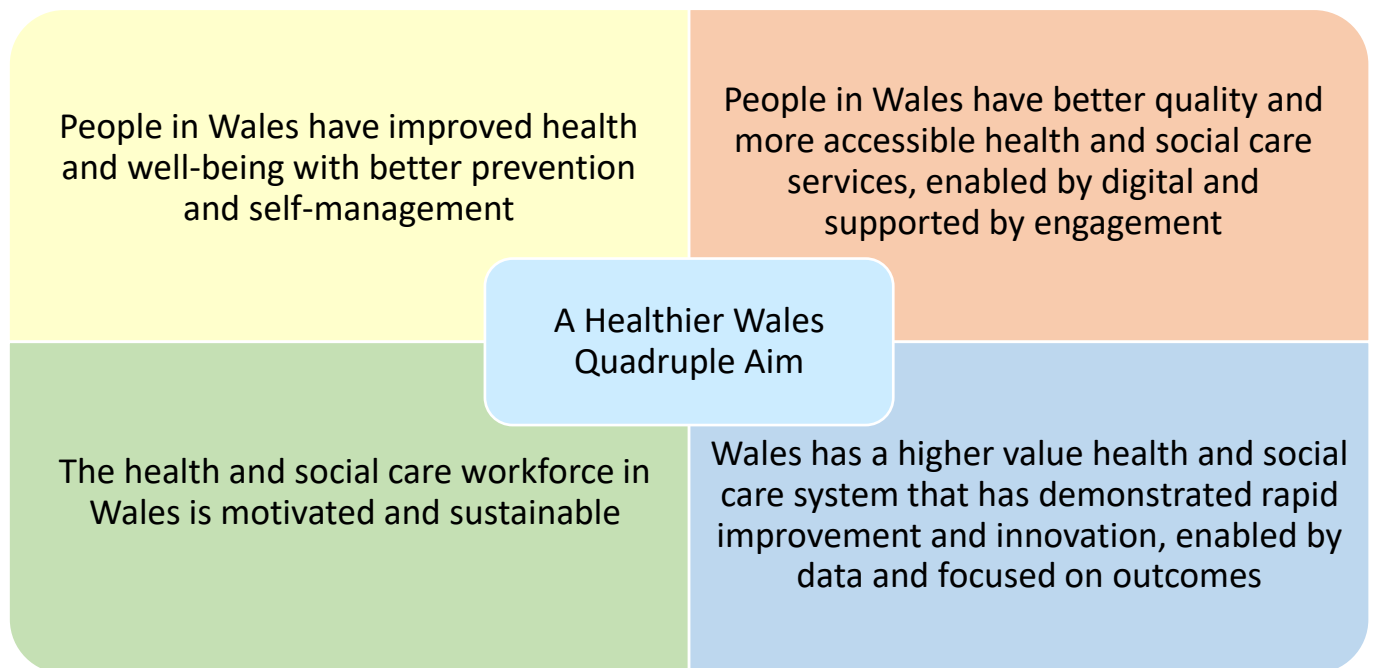 People in Wales have improved health
and well-being with better prevention
and self-management
People in Wales have better quality and
more accessible health and social care
services, enabled by digital and
supported by engagement
A Healthier Wales
Quadruple Aim
The health and social care workforce in
Wales is motivated and sustainable
Wales has a higher value health and social
care system that has demonstrated rapid
improvement and innovation, enabled by
data and focused on outcomes